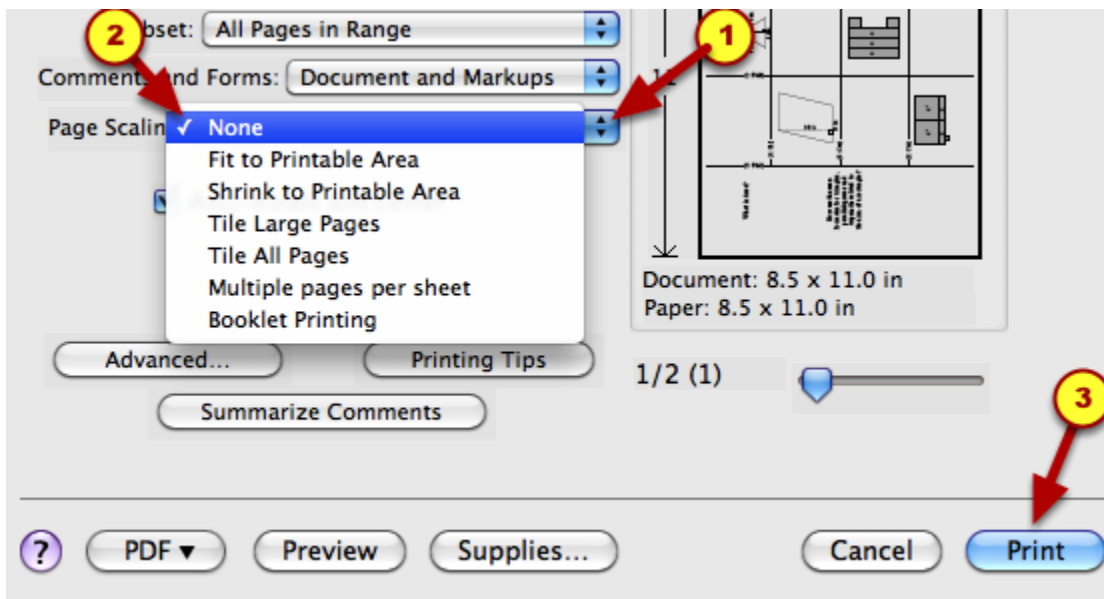 2
bset: All Pages in Range
1
Comments and Forms: Document and Markups
11
Page Scalin ✓ None
Fit to Printable Area
Shrink to Printable Area
Tile Large Pages
Tile All Pages
Multiple pages per sheet
Booklet Printing
Document: 8.5 x 11.0 in
Paper: 8.5 x 11.0 in
Advanced...
Printing Tips
1/2 (1)
Summarize Comments
3
? PDF ▼ Preview Supplies... Cancel Print